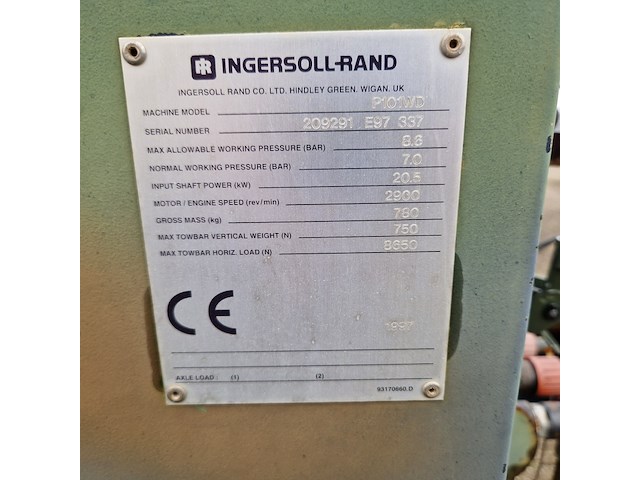 IR INGERSOLL-RAND
INGERSOLL RAND CO. LTD. HINDLEY GREEN. WIGAN. UK
MACHINE MODEL P101WD
SERIAL NUMBER 209291 E97 337
MAX ALLOWABLE WORKING PRESSURE (BAR) 8.6
NORMAL WORKING PRESSURE (BAR) 7.0
INPUT SHAFT POWER (kW) 20.5
MOTOR / ENGINE SPEED (rev/min) 2900
GROSS MASS (kg) 760
MAX TOWBAR VERTICAL WEIGHT (N) 750
MAX TOWBAR HORIZ. LOAD (N) 8650
CE
1997
AXLE LOAD : (1) (2)
93170660.D